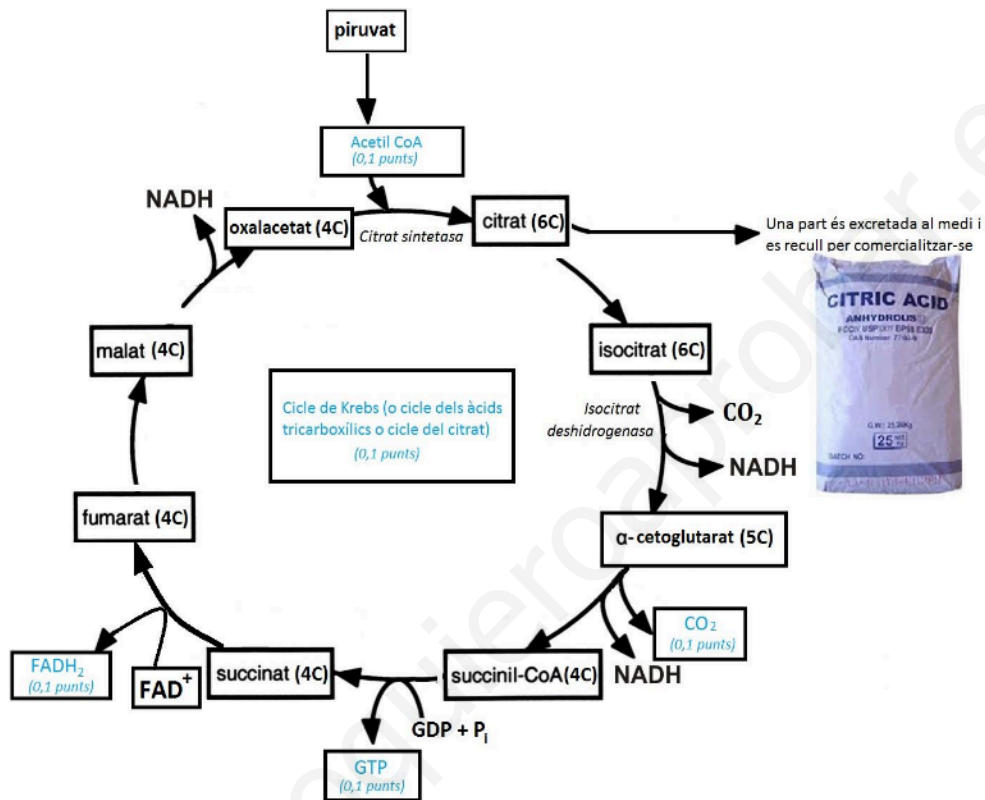 piruvat
Acetil CoA
(0,1 punts)
NADH
oxalacetat (4C)
Citrat sintetasa
citrat (6C)
Una part és excretada al medi i
es recull per comercialitzar-se
CITRIC ACID
ANHYDROUS
malat (4C)
isocitrat (6C)
Cicle de Krebs (o cicle dels àcids
tricarboxílics o cicle del citrat)
(0,1 punts)
Isocitrat
deshidrogenasa
CO2
NADH
25
BATCH NO:
fumarat (4C)
α-cetoglutarat (5C)
CO2
(0,1 punts)
FADH2
(0,1 punts)
FAD+
succinat (4C)
succinil-CoA(4C)
NADH
GDP + Pi
GTP
(0,1 punts)